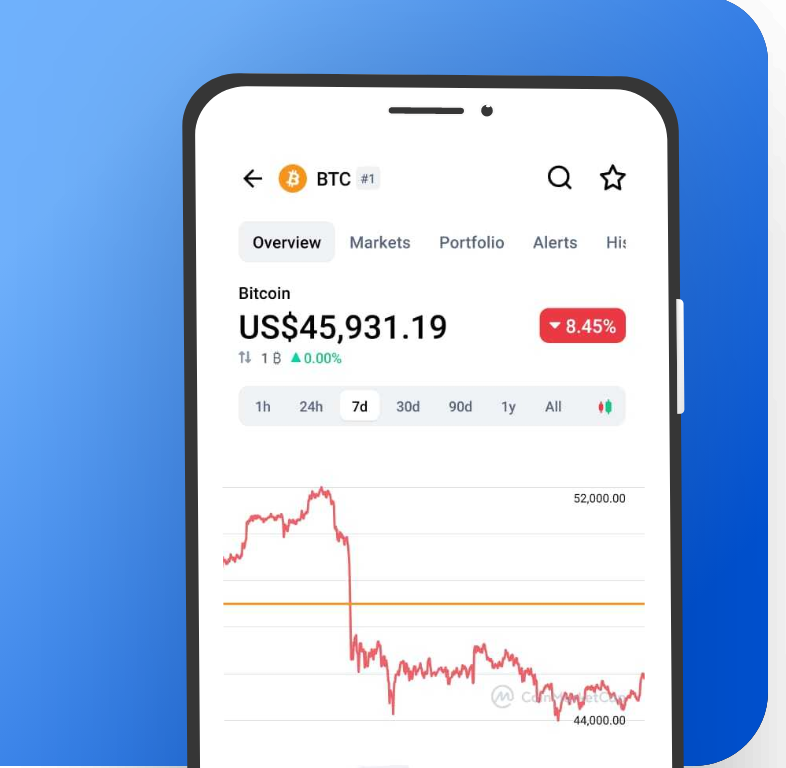 BTC #1
Overview Markets Portfolio Alerts His
Bitcoin
US$45,931.19 8.45%
1 ₿ 0.00%
1h 24h 7d 30d 90d 1y All
52,000.00
CoinMarketCap
44,000.00